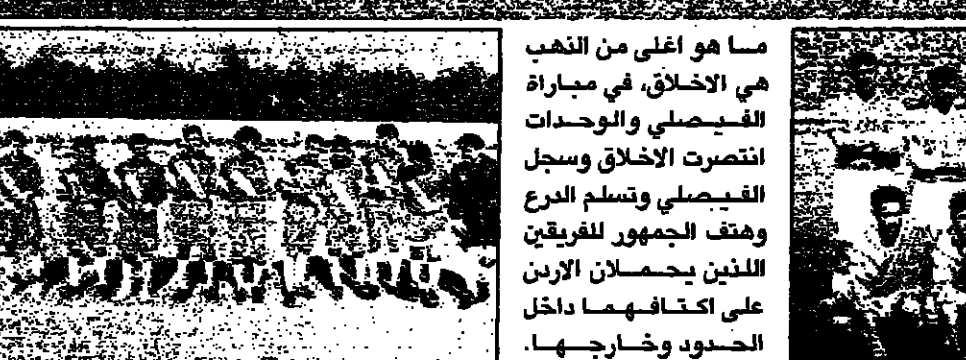 مـا هو اغلى من الذهب
هي الاخـلاق، في مبـاراة
الفـيـصلي والوحـدات
انتصرت الاخلاق وسجل
الفيـصلي وتسلم الدرع
وهتف الجمهور للفريقين
اللذين يـحـمـلان الاردن
على اكـتـافـهـمـا داخل
الحـدود وخـارجـهـا.